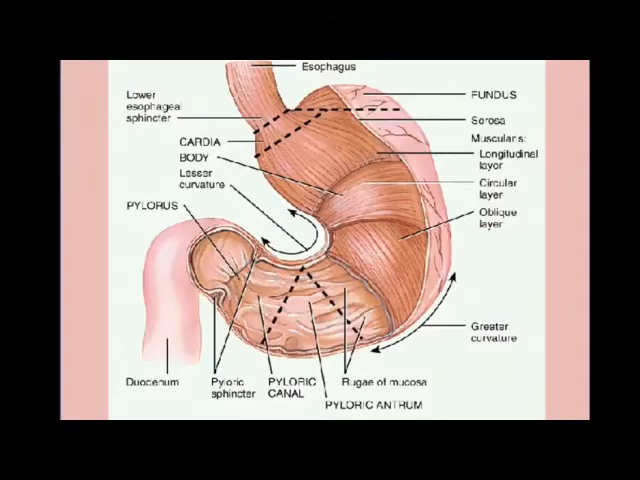 Esophagus
Lower
esophageal
sphincter
CARDIA
BODY
Lesser
curvature
PYLORUS
FUNDUS
Serosa
Muscularis:
Longitudinal
layer
Circular
layer
Oblique
layer
Greater
curvature
Duodenum
Pyloric
sphincter
PYLORIC
CANAL
Rugae of mucosa
PYLORIC ANTRUM